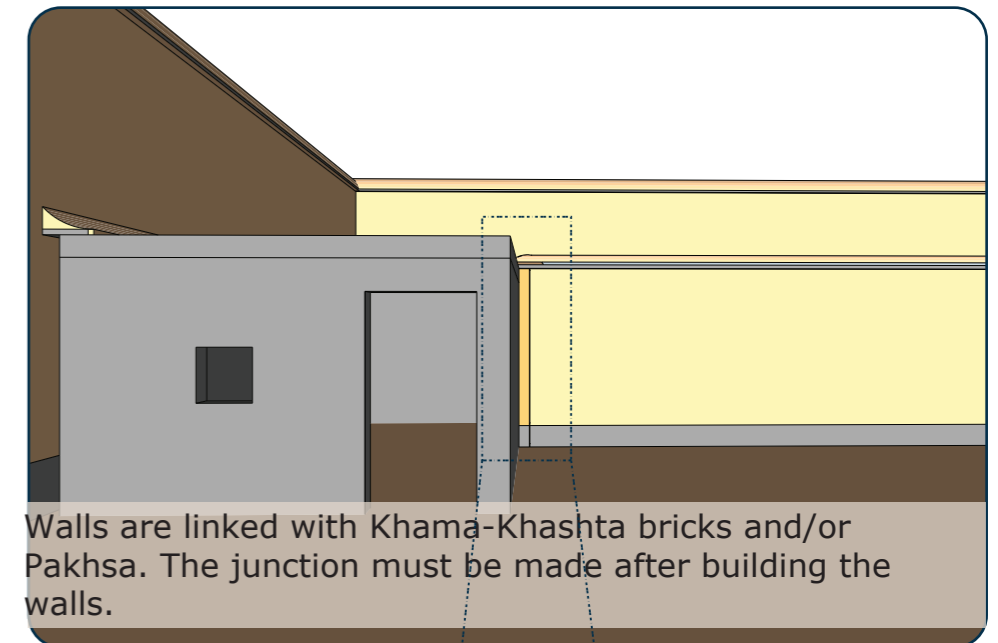 Walls are linked with Khama-Khashta bricks and/or
Pakhsa. The junction must be made after building the
walls.